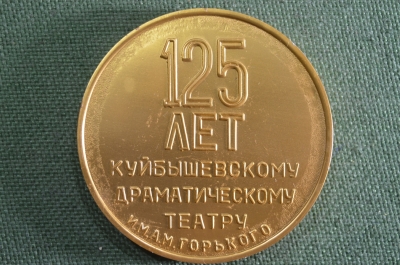 125
ЛЕТ
КУЙБЫШЕВСКОМУ
ДРАМАТИЧЕСКОМУ
ТЕАТРУ
ИМ.А.М.ГОРЬКОГО